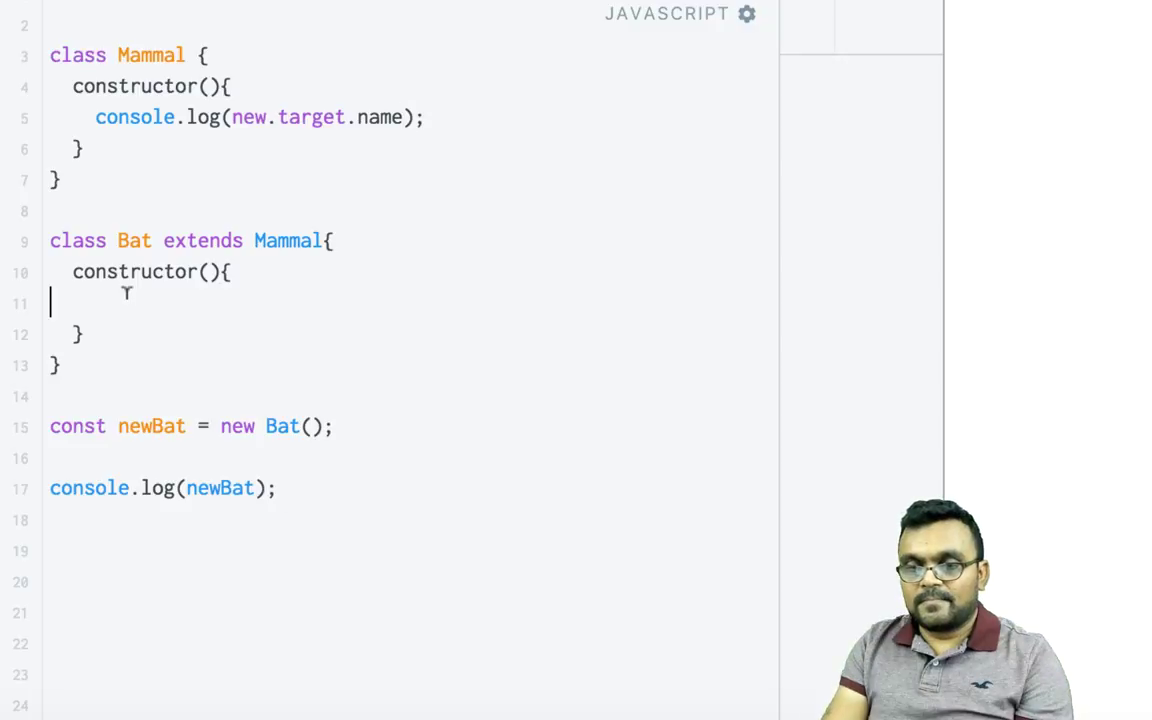 JAVASCRIPT
2
3 class Mammal {
4 constructor(){
5 console.log(new.target.name);
6 }
7 }
8
9 class Bat extends Mammal{
10 constructor(){
11
12 }
13 }
14
15 const newBat = new Bat();
16
17 console.log(newBat);
18
19
20
21
22
23
24